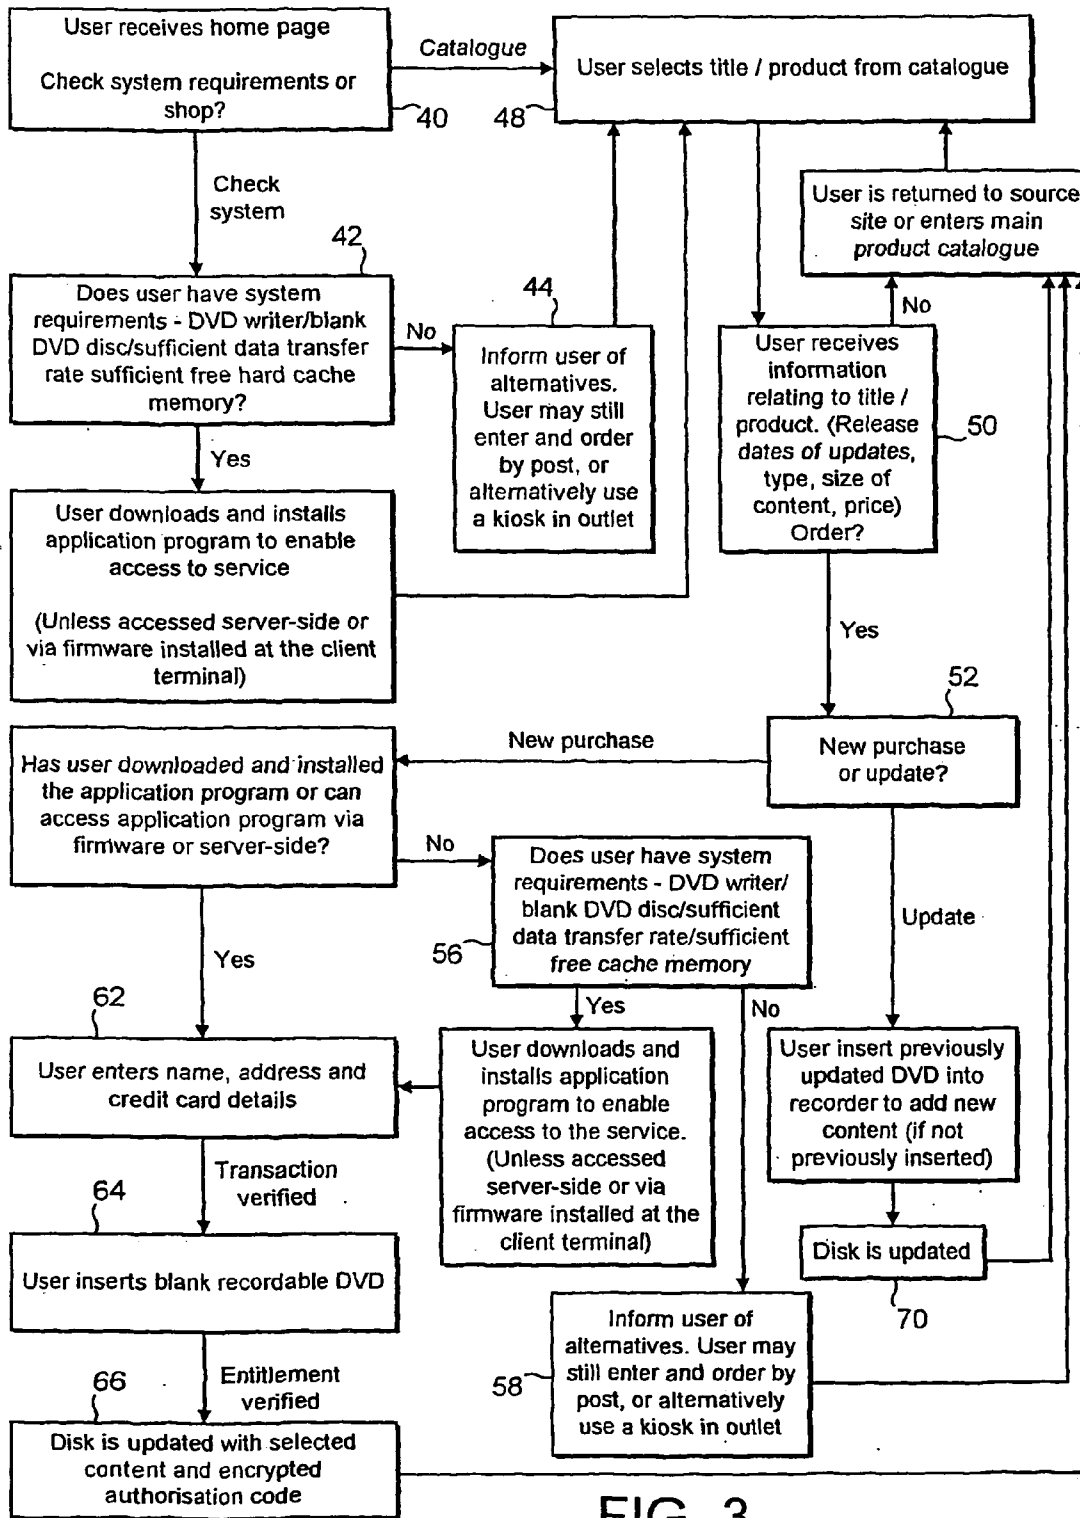 User receives home page
Check system requirements or
shop?
40
Catalogue
User selects title / product from catalogue
48
Check
system
User is returned to source
site or enters main
product catalogue
42
Does user have system
requirements - DVD writer/blank
DVD disc/sufficient data transfer
rate sufficient free hard cache
memory?
No
44
Inform user of
alternatives.
User may still
enter and order
by post, or
alternatively use
a kiosk in outlet
No
User receives
information
relating to title /
product. (Release
dates of updates,
type, size of
content, price)
Order?
50
Yes
User downloads and installs
application program to enable
access to service
(Unless accessed server-side or
via firmware installed at the client
terminal)
Yes
52
New purchase
or update?
New purchase
Has user downloaded and installed
the application program or can
access application program via
firmware or server-side?
No
Does user have system
requirements - DVD writer/
blank DVD disc/sufficient
data transfer rate/sufficient
free cache memory
56
Update
Yes
Yes
No
62
User enters name, address and
credit card details
User downloads and
installs application
program to enable
access to the service.
(Unless accessed
server-side or via
firmware installed at the
client terminal)
User insert previously
updated DVD into
recorder to add new
content (if not
previously inserted)
Transaction
verified
64
User inserts blank recordable DVD
Disk is updated
70
Inform user of
alternatives. User may
still enter and order by
post, or alternatively
use a kiosk in outlet
58
Entitlement
verified
66
Disk is updated with selected
content and encrypted
authorisation code
FIG. 3